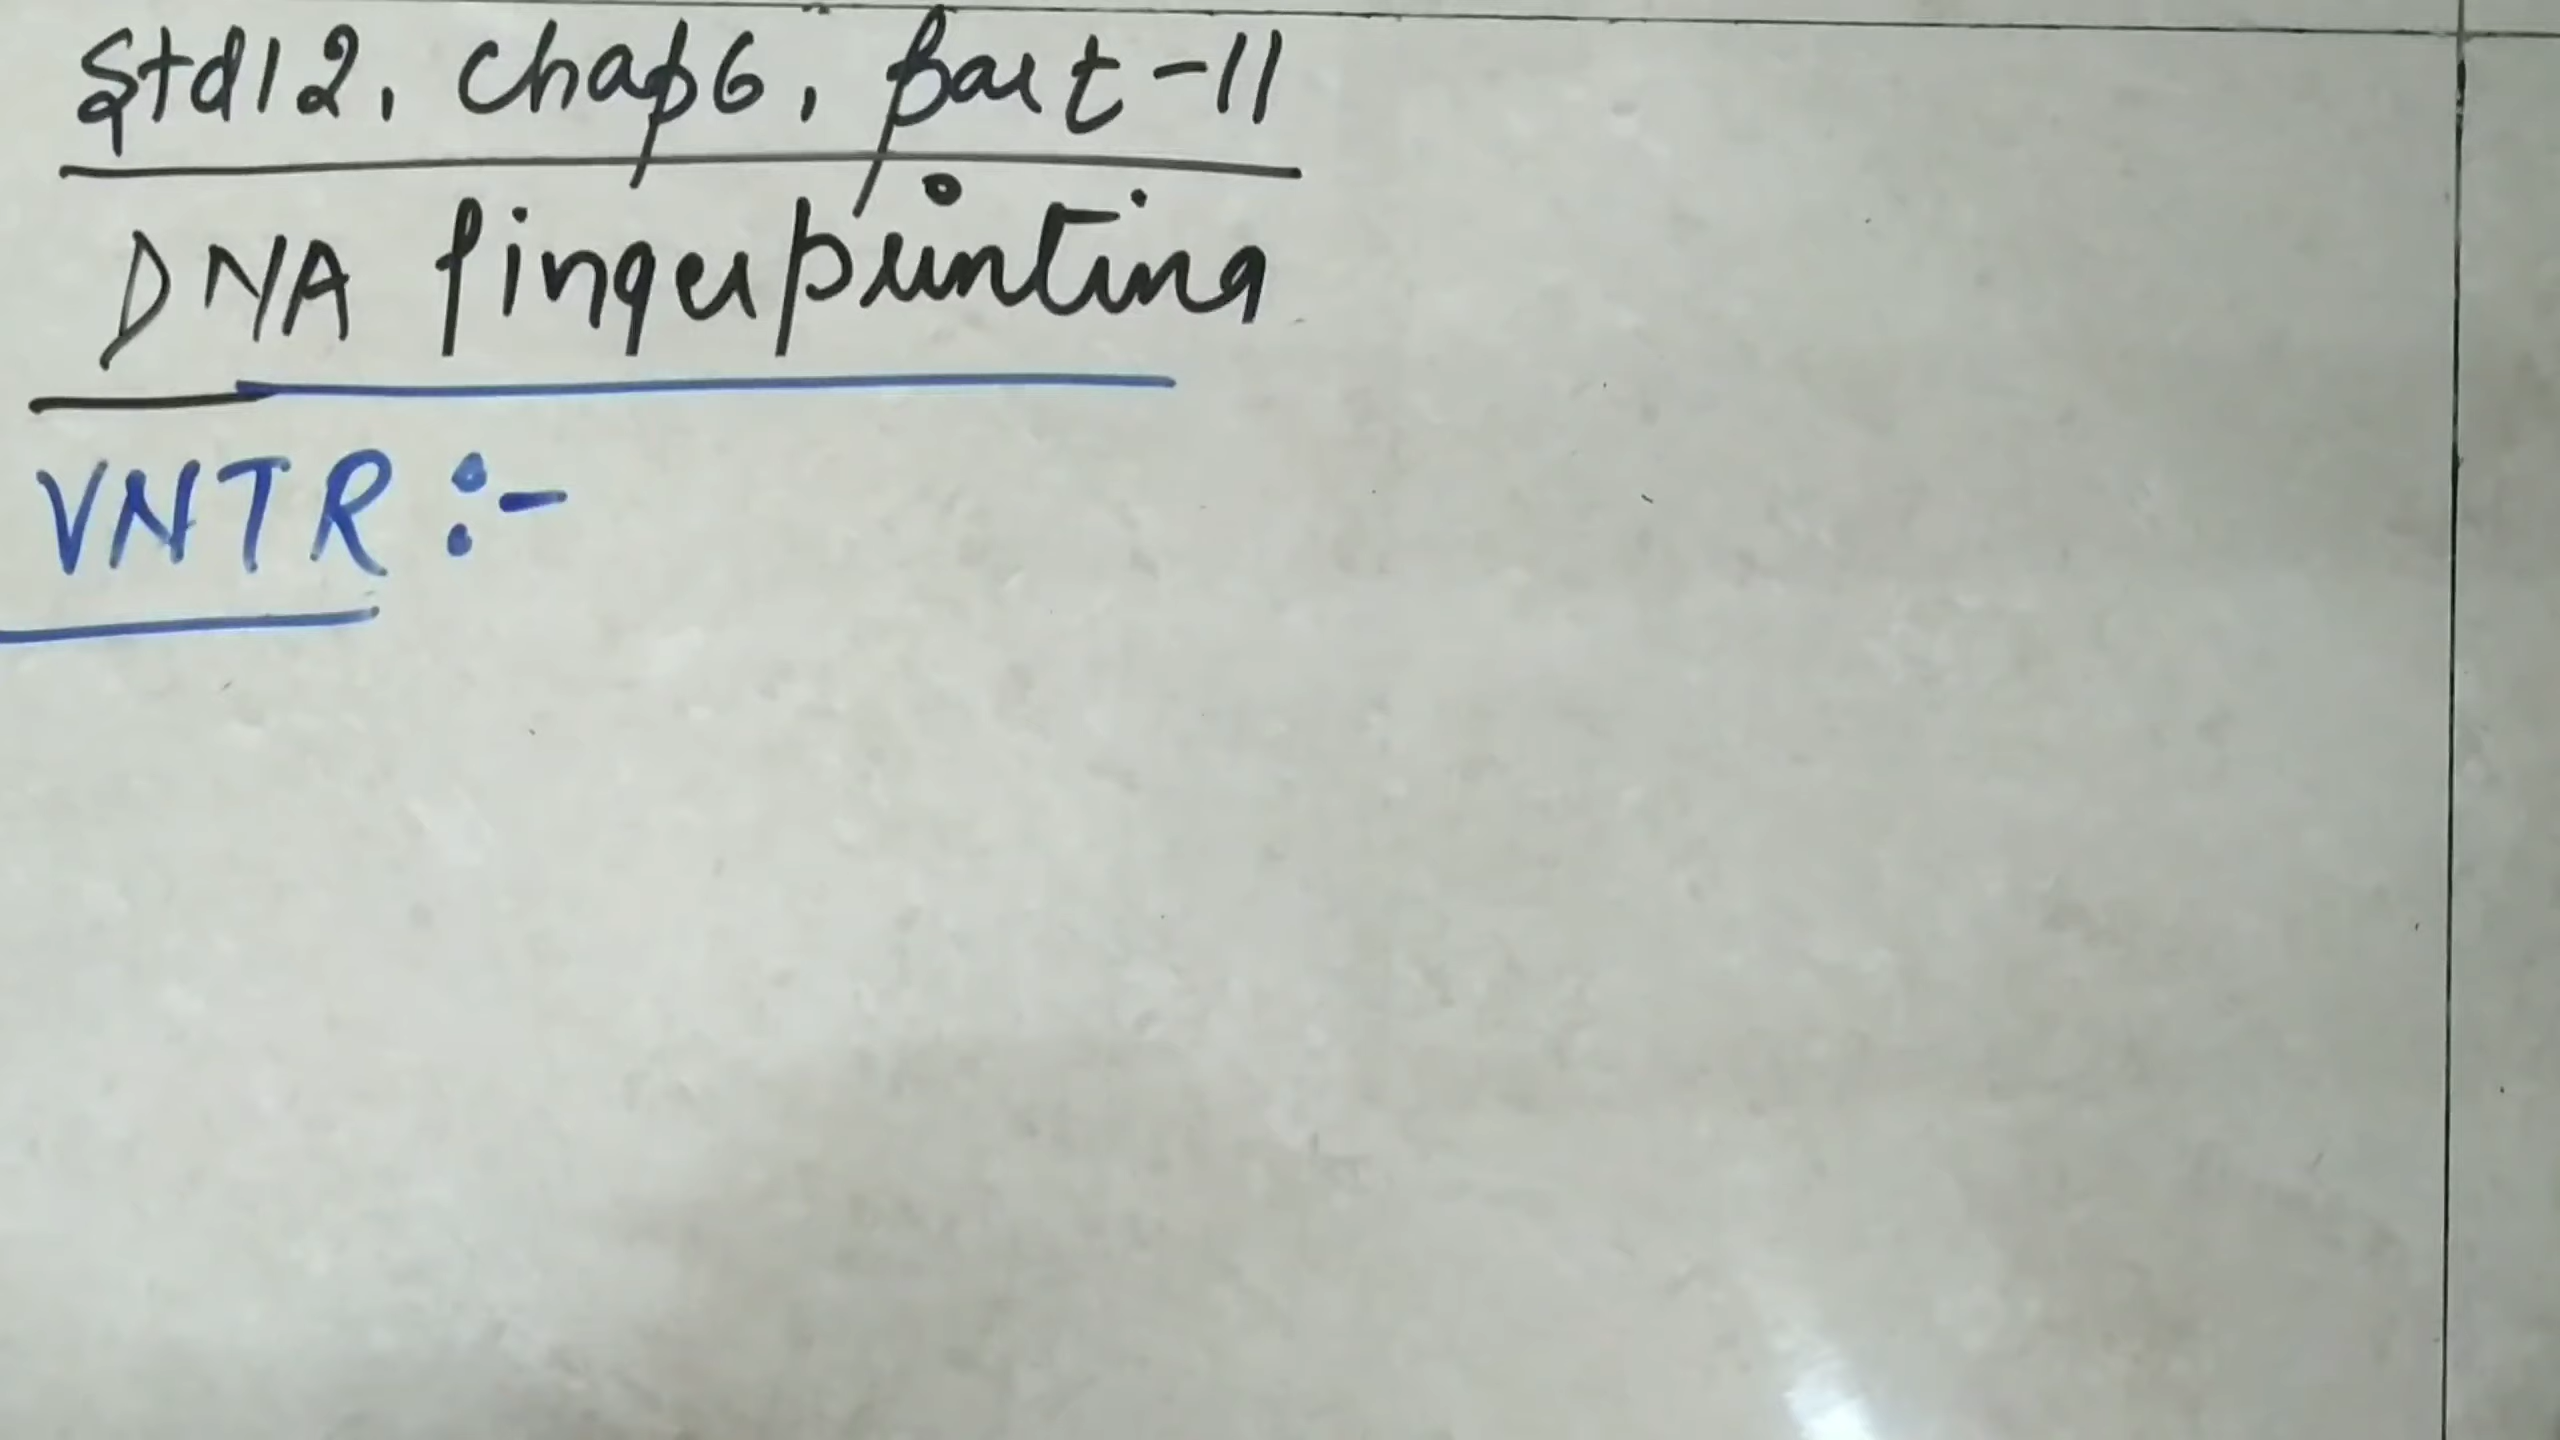 Std12, Chap6, part-11
DNA fingerprinting
VNTR :-